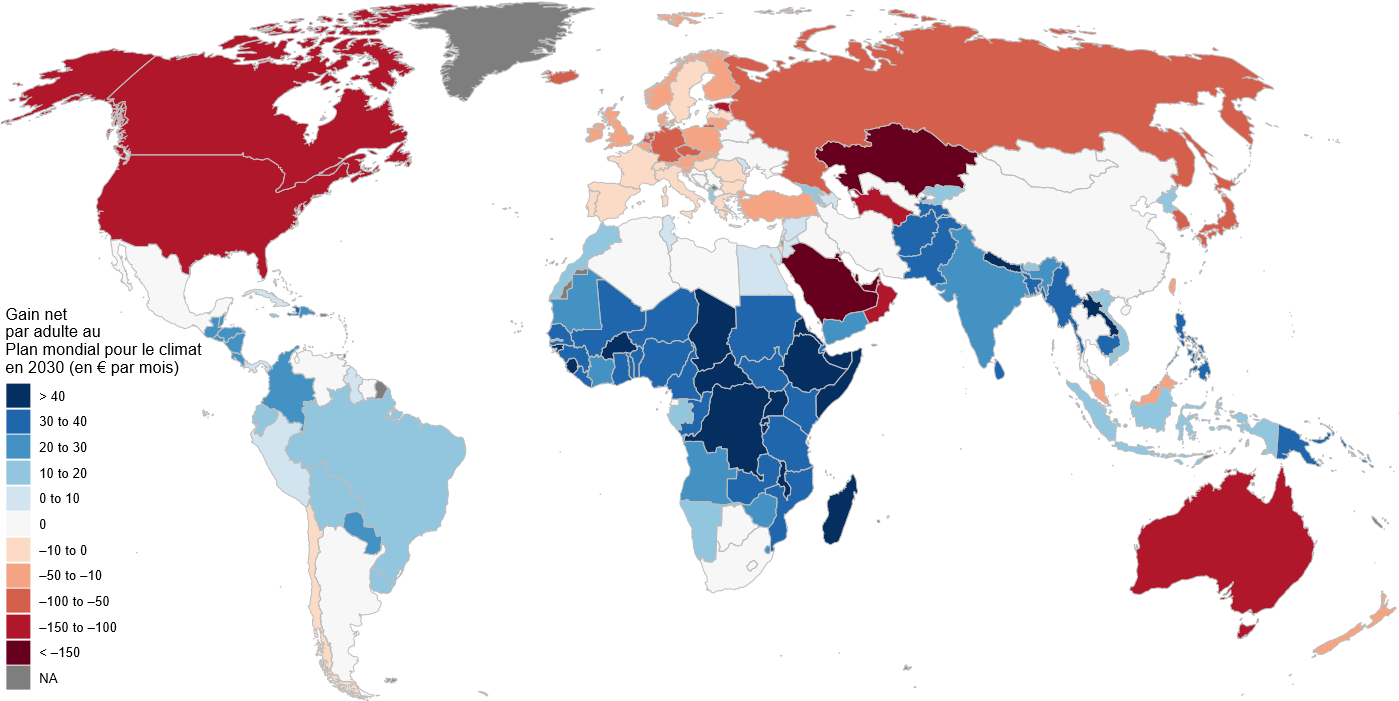 Gain net
par adulte au
Plan mondial pour le climat
en 2030 (en € par mois)
> 40
30 to 40
20 to 30
10 to 20
0 to 10
0
–10 to 0
–50 to –10
–100 to –50
–150 to –100
< –150
NA